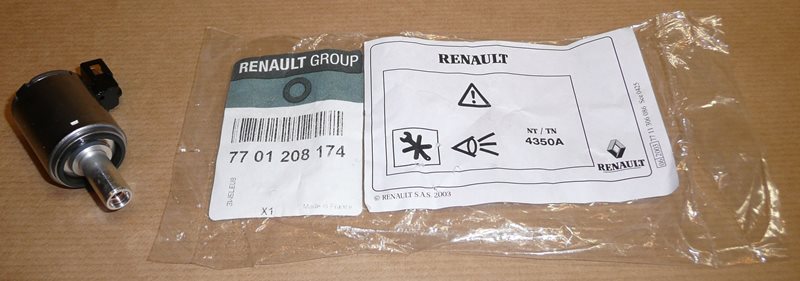 RENAULT GROUP
77 01 208 174
X1
Made in France
RENAULT
NT / TN
4350A
RENAULT
© RENAULT S.A.S. 2003